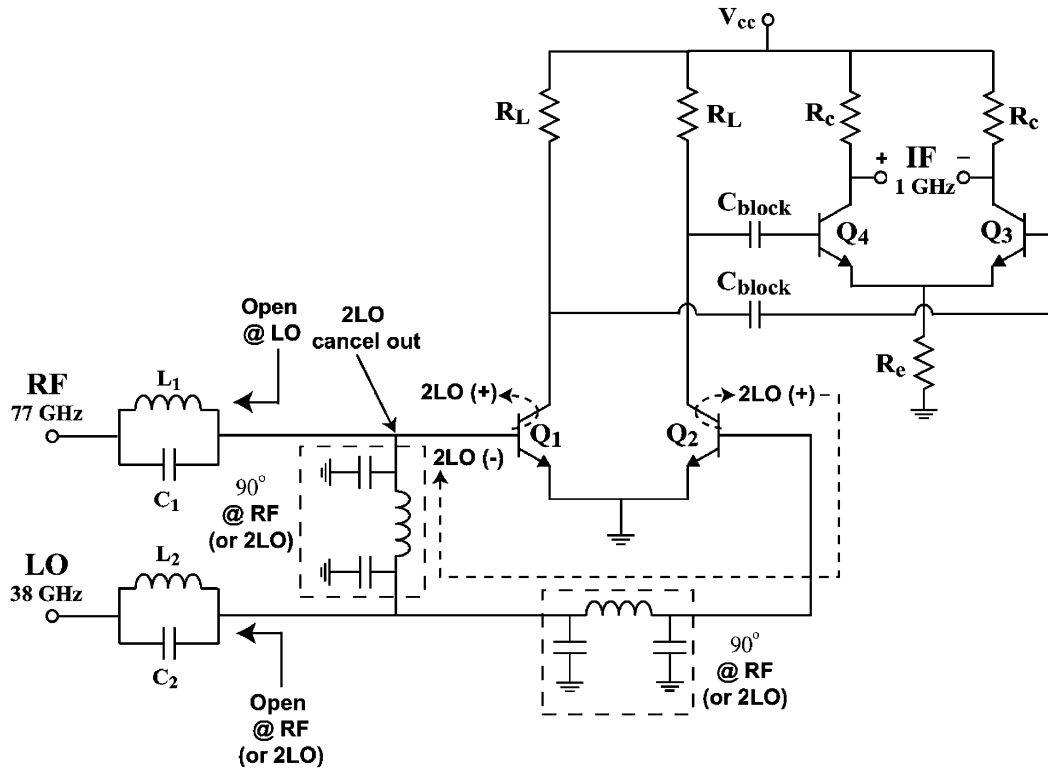 Vcc
RL
RL
Rc
Rc
+ IF −
1 GHz
Cblock
Q4
Q3
Cblock
Re
Open
@ LO
2LO
cancel out
RF
77 GHz
L1
C1
2LO (+)
Q1
Q2
2LO (+)
2LO (-)
90°
@ RF
(or 2LO)
LO
38 GHz
L2
C2
Open
@ RF
(or 2LO)
90°
@ RF
(or 2LO)